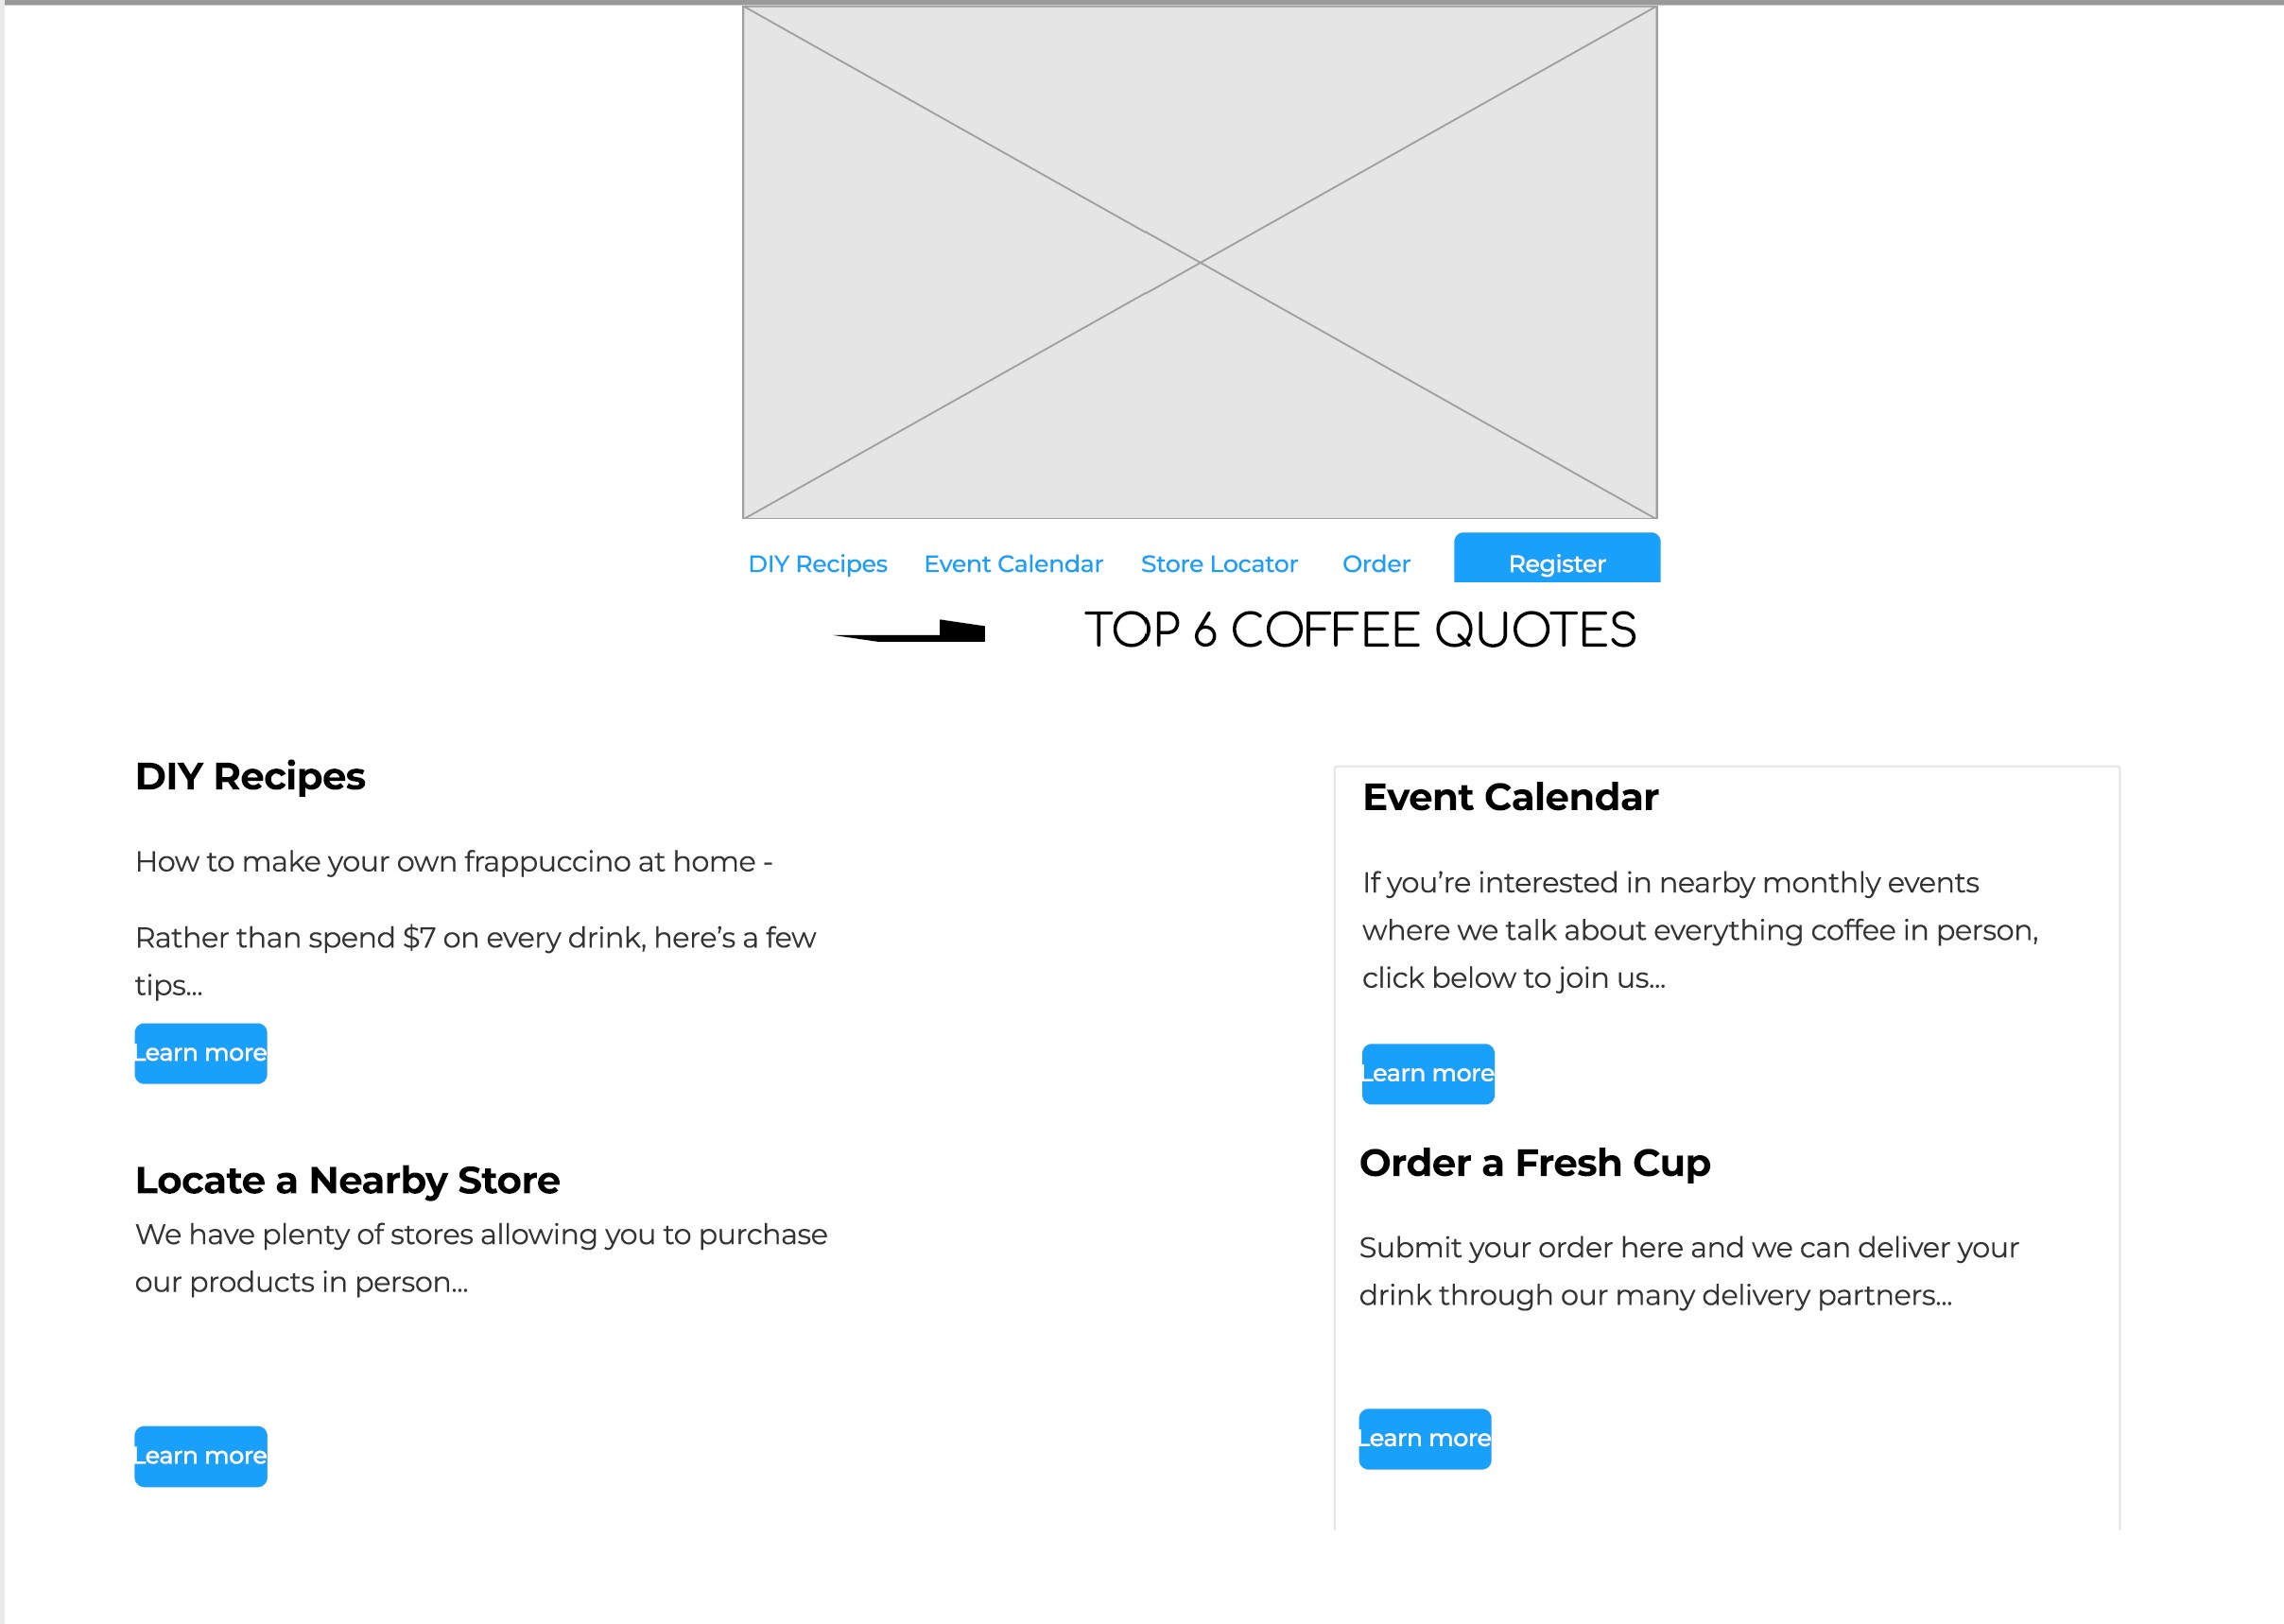 DIY Recipes Event Calendar Store Locator Order Register
TOP 6 COFFEE QUOTES
DIY Recipes
How to make your own frappuccino at home -
Rather than spend $7 on every drink, here’s a few
tips...
Learn more
Locate a Nearby Store
We have plenty of stores allowing you to purchase
our products in person...
Learn more
Event Calendar
If you’re interested in nearby monthly events
where we talk about everything coffee in person,
click below to join us...
Learn more
Order a Fresh Cup
Submit your order here and we can deliver your
drink through our many delivery partners...
Learn more